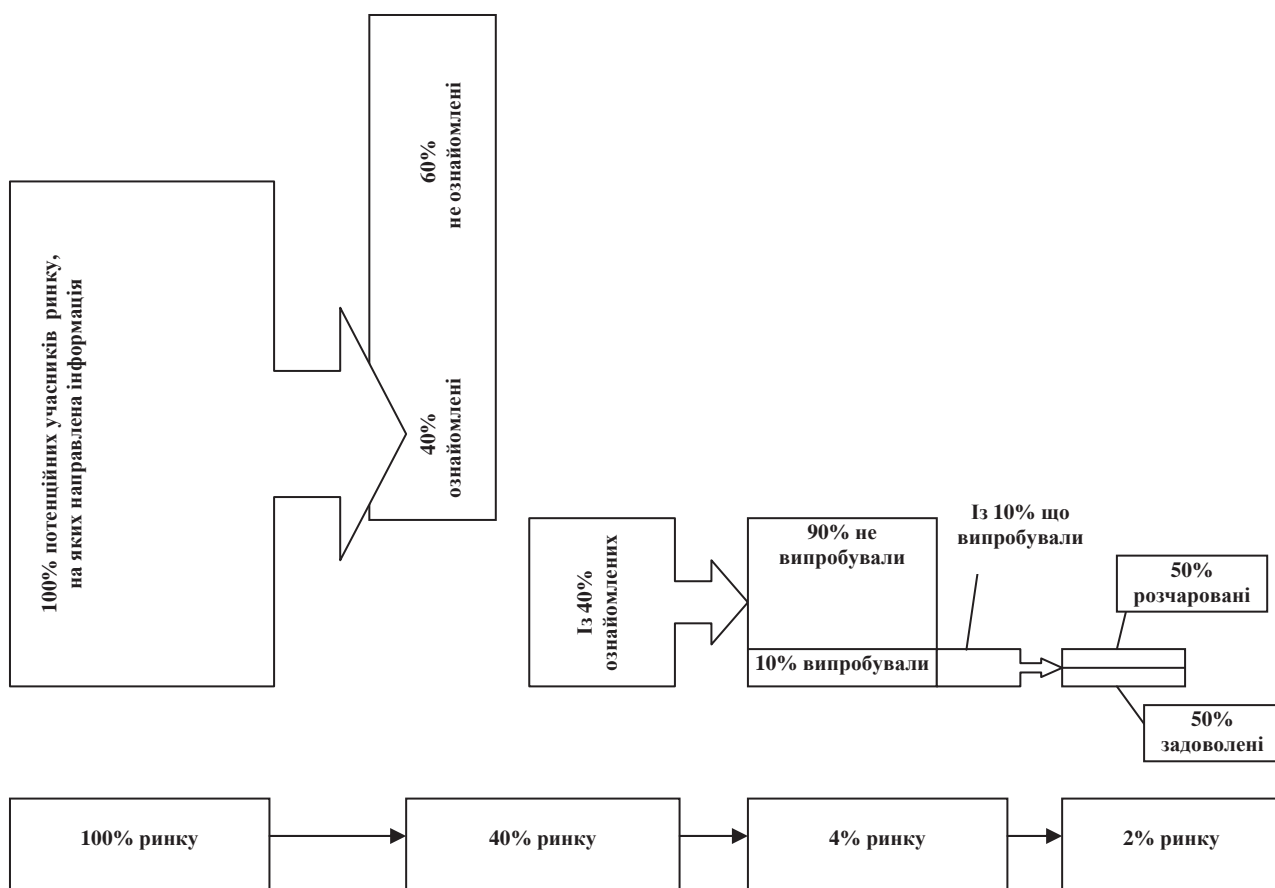 100% потенційних учасників ринку,
на яких направлена інформація
60%
не ознайомлені
40%
ознайомлені
Із 40%
ознайомлених
90% не
випробували
10% випробували
Із 10% що
випробували
50%
розчаровані
50%
задоволені
100% ринку
40% ринку
4% ринку
2% ринку